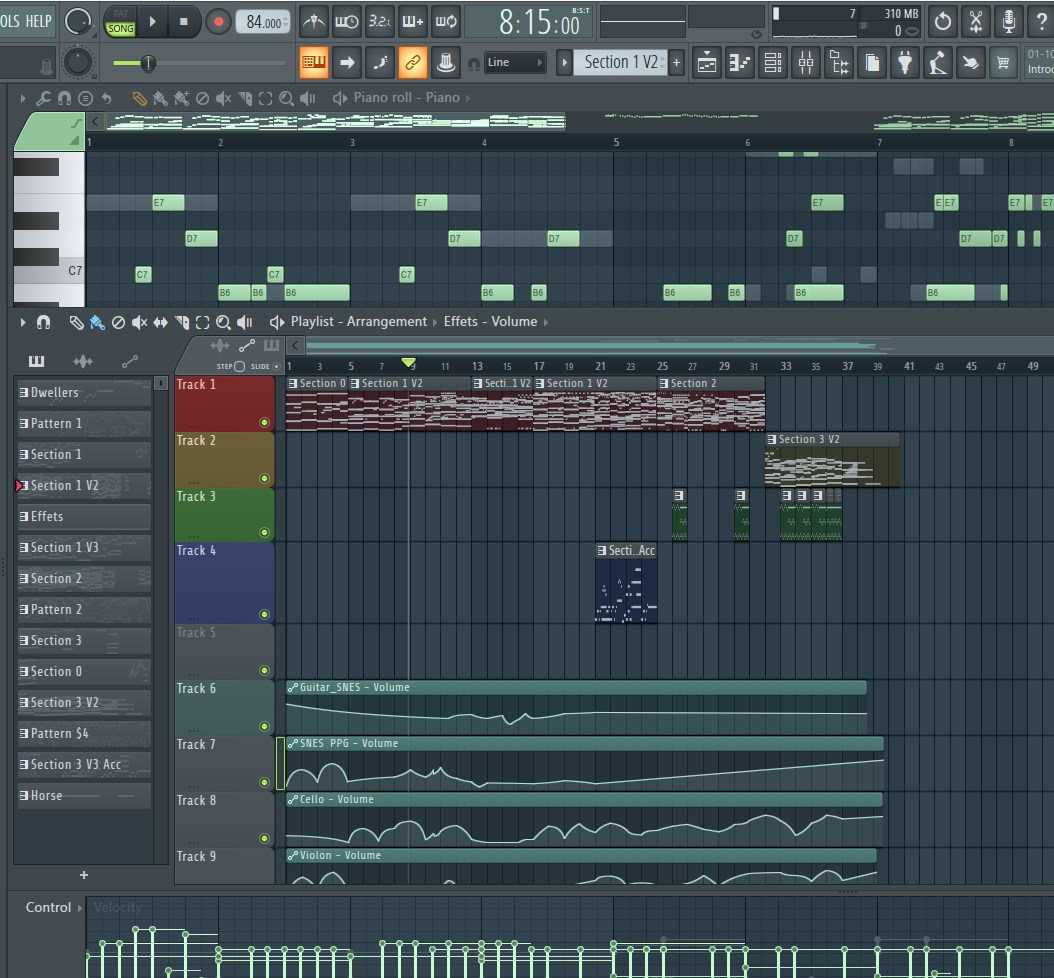 OLS HELP
PAT
SONG
84.000
3.2.
8:15:00
B:S:T
7
310 MB
0
Line
Section 1 V2
01-10
Intro
Piano roll - Piano
1 2 3 4 5 6 7 8
E7 E7 E7 E E7 E7 E7
D7 D7 D7 D7 D7 D7
C7
C7 C7 C7
B6 B6 B6 B6 B6 B6 B6 B6 B6
Playlist - Arrangement Effets - Volume
STEP SLIDE
1 3 5 7 9 11 13 15 17 19 21 23 25 27 29 31 33 35 37 39 41 43 45 47 49
Dwellers
Pattern 1
Section 1
Section 1 V2
Effets
Section 1 V3
Section 2
Pattern 2
Section 3
Section 0
Section 3 V2
Pattern $4
Section 3 V3 Acc
Horse
+
Track 1
Section 0 Section 1 V2 Secti..1 V2 Section 1 V2 Section 2
Track 2
Section 3 V2
Track 3
Track 4
Secti..Acc
Track 5
Track 6
Guitar_SNES - Volume
Track 7
SNES PPG - Volume
Track 8
Cello - Volume
Track 9
Violon - Volume
Control Velocity